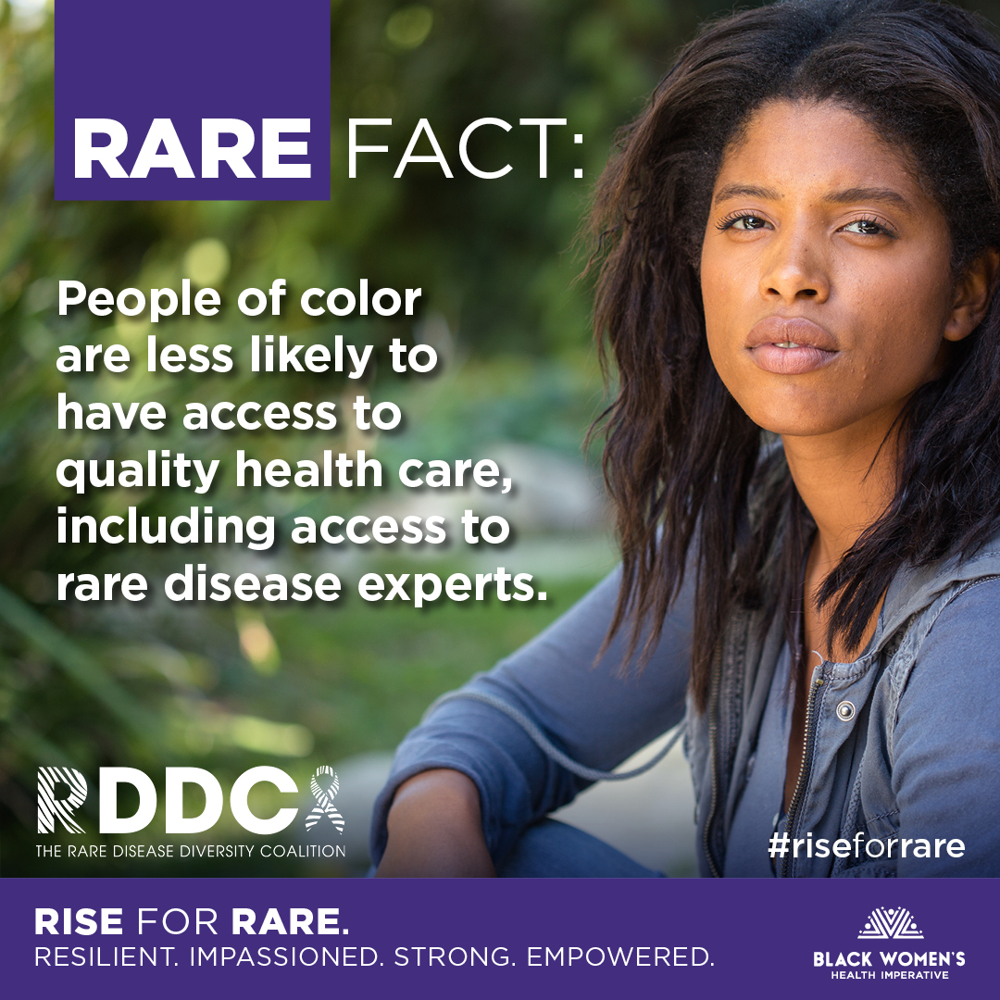 RARE FACT:
People of color
are less likely to
have access to
quality health care,
including access to
rare disease experts.
RDDC
THE RARE DISEASE DIVERSITY COALITION
#riseforrare
RISE FOR RARE.
RESILIENT. IMPASSIONED. STRONG. EMPOWERED.
BLACK WOMEN'S
HEALTH IMPERATIVE